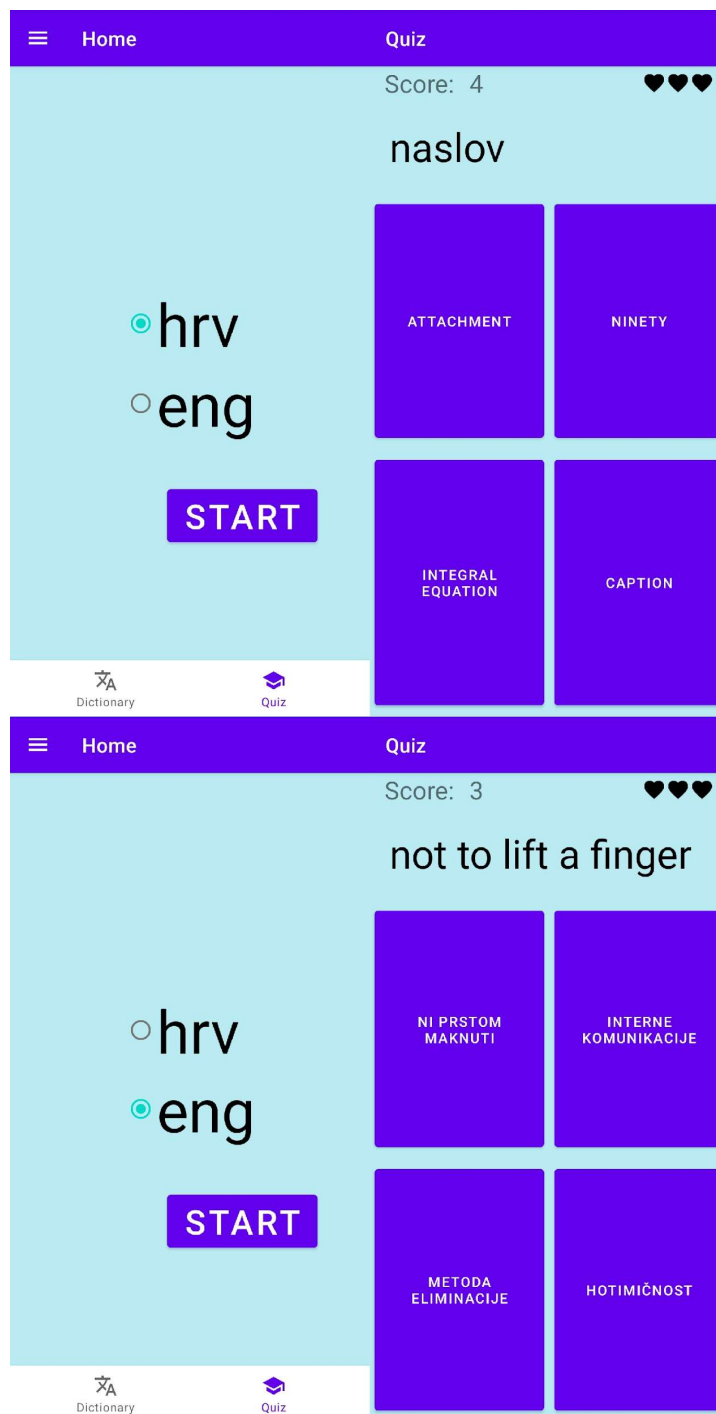 Home
hrv
eng
START
Dictionary
Quiz
Quiz
Score: 4
naslov
ATTACHMENT
NINETY
INTEGRAL
EQUATION
CAPTION
Home
hrv
eng
START
Dictionary
Quiz
Quiz
Score: 3
not to lift a finger
NI PRSTOM
MAKNUTI
INTERNE
KOMUNIKACIJE
METODA
ELIMINACIJE
HOTIMIČNOST